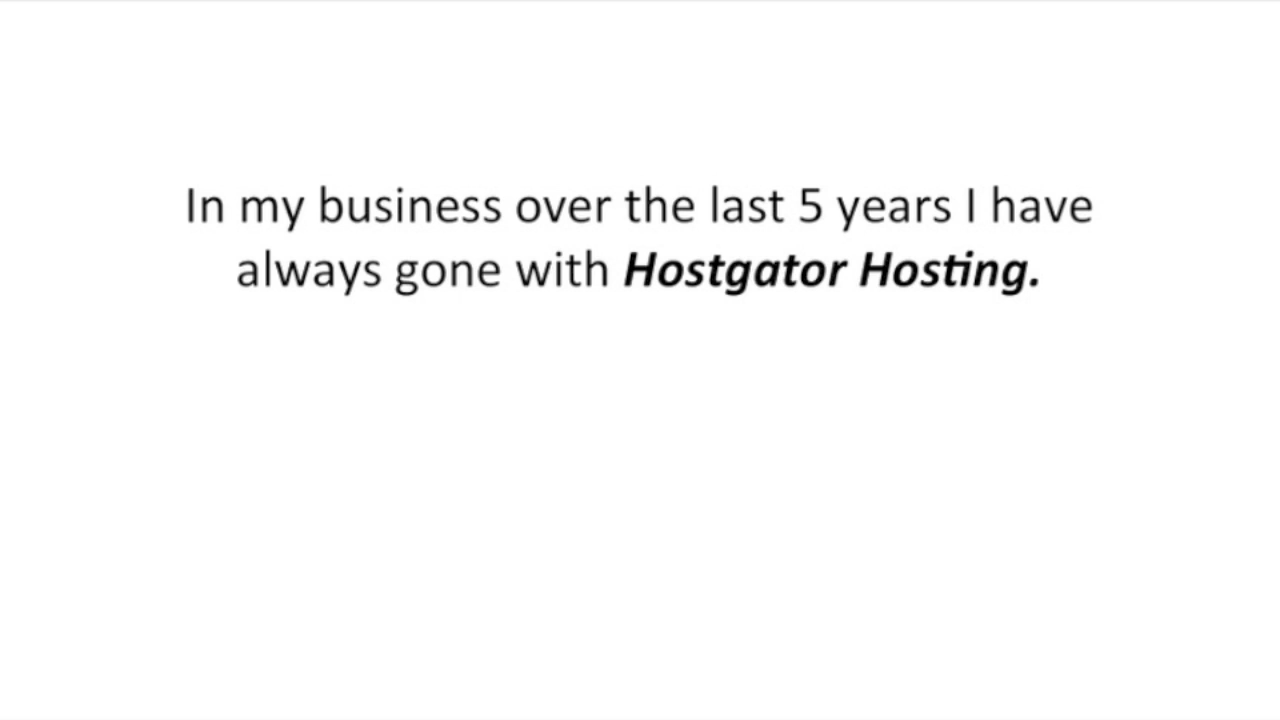 In my business over the last 5 years I have
always gone with Hostgator Hosting.